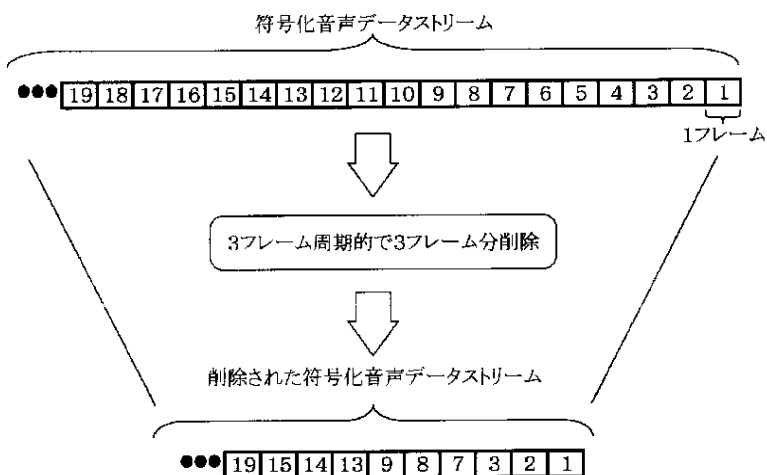 符号化音声データストリーム
●●● 19 18 17 16 15 14 13 12 11 10 9 8 7 6 5 4 3 2 1
1フレーム
3フレーム周期的で3フレーム分削除
削除された符号化音声データストリーム
●●● 19 15 14 13 9 8 7 3 2 1